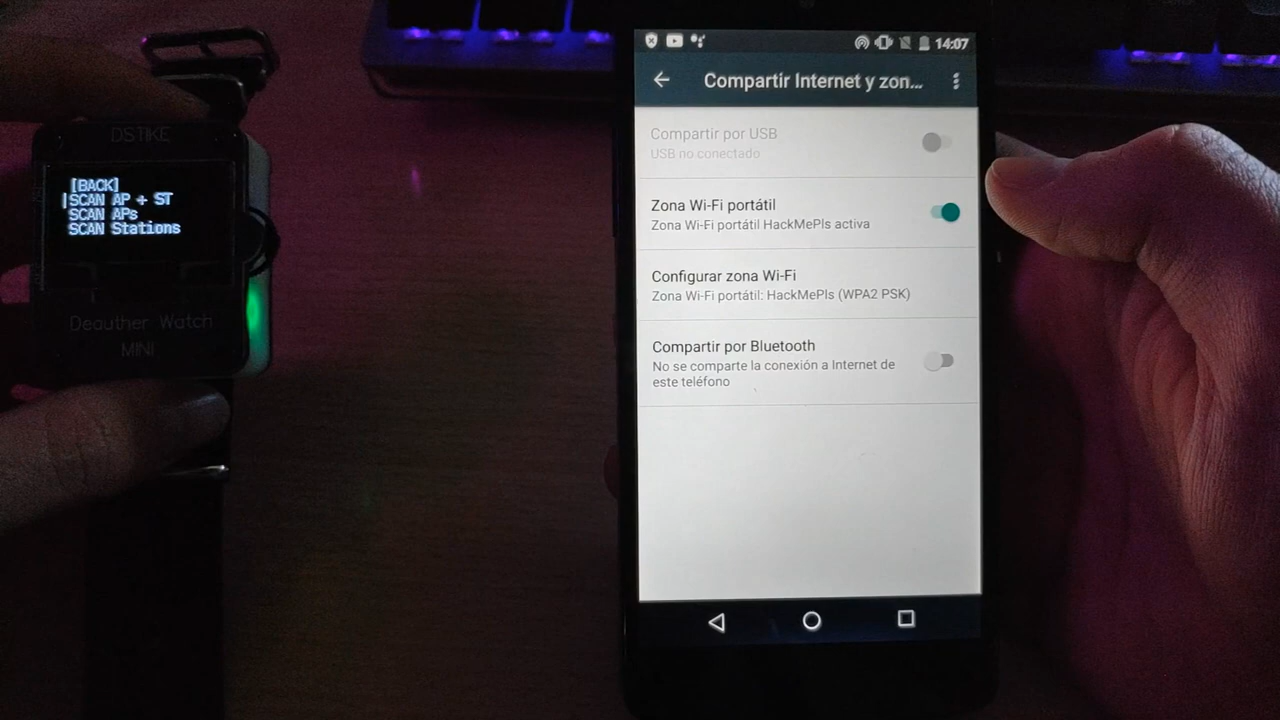 DSTIKE
[BACK]
SCAN AP + ST
SCAN APs
SCAN Stations
Deauther Watch
MINI
14:07
Compartir Internet y zon...
Compartir por USB
USB no conectado
Zona Wi-Fi portátil
Zona Wi-Fi portátil HackMePls activa
Configurar zona Wi-Fi
Zona Wi-Fi portátil: HackMePls (WPA2 PSK)
Compartir por Bluetooth
No se comparte la conexión a Internet de
este teléfono